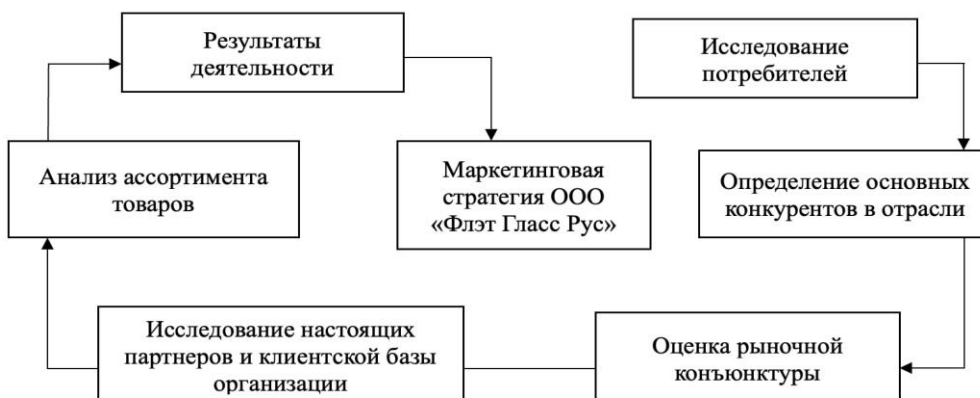 Результаты
деятельности
Исследование
потребителей
Анализ ассортимента
товаров
Маркетинговая
стратегия ООО
«Флэт Гласс Рус»
Определение основных
конкурентов в отрасли
Исследование настоящих
партнеров и клиентской базы
организации
Оценка рыночной
конъюнктуры